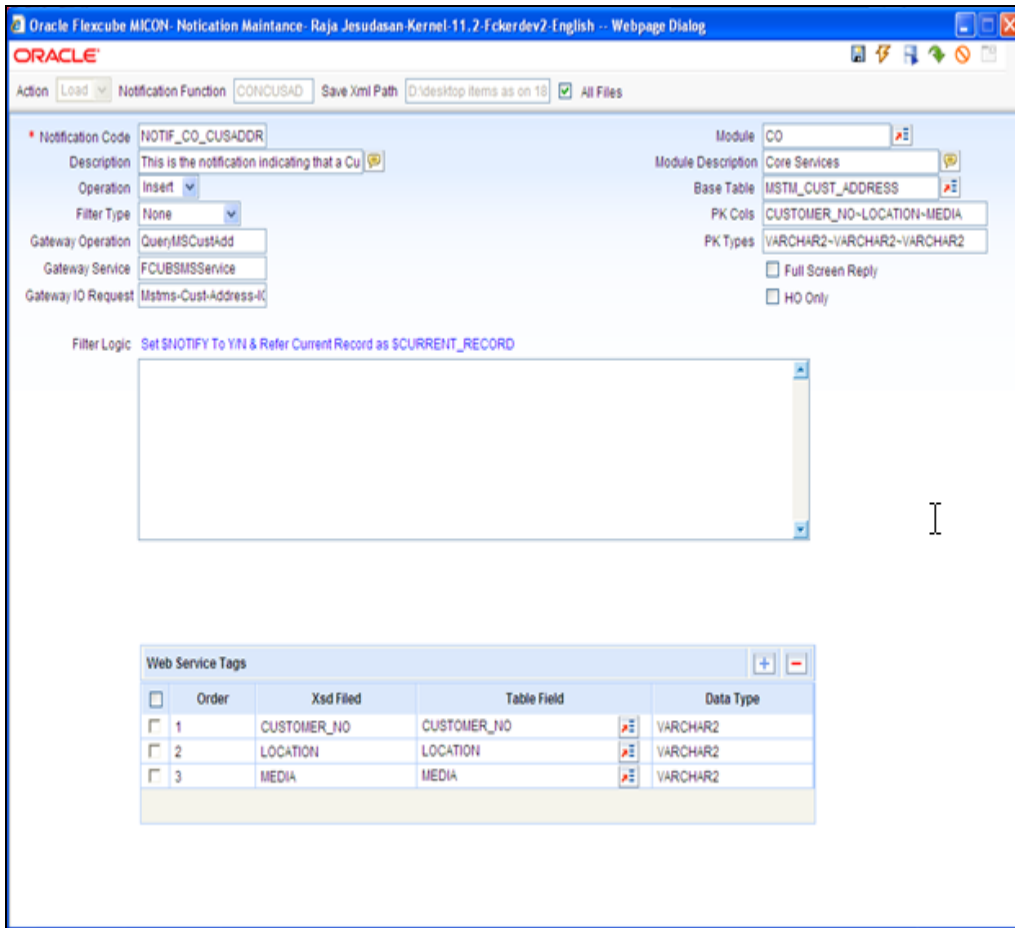 Oracle Flexcube MICON- Notication Maintance- Raja Jesudasan-Kernel-11.2-Fckerdev2-English -- Webpage Dialog
ORACLE
Action Load Notification Function CONCUSAD Save Xml Path D:\desktop items as on 18 All Files
* Notification Code NOTIF_CO_CUSADDR Module CO
Description This is the notification indicating that a Cu Module Description Core Services
Operation Insert Base Table MSTM_CUST_ADDRESS
Filter Type None PK Cols CUSTOMER_NO~LOCATION~MEDIA
Gateway Operation QueryMSCustAdd PK Types VARCHAR2~VARCHAR2~VARCHAR2
Gateway Service FCUBSMSService Full Screen Reply
Gateway IO Request Mstms-Cust-Address-IO HO Only
Filter Logic Set $NOTIFY To Y/N & Refer Current Record as $CURRENT_RECORD
Web Service Tags
Order Xsd Filed Table Field Data Type
1 CUSTOMER_NO CUSTOMER_NO VARCHAR2
2 LOCATION LOCATION VARCHAR2
3 MEDIA MEDIA VARCHAR2